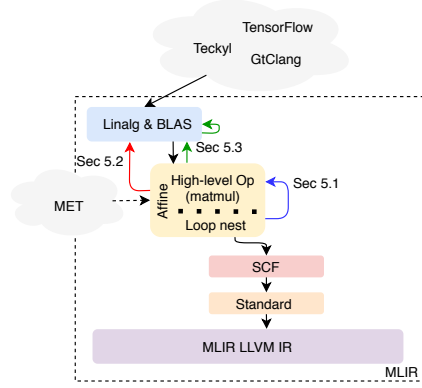 TensorFlow
Teckyl
GtClang
Linalg & BLAS
Sec 5.2
Sec 5.3
Affine
High-level Op
(matmul)
Sec 5.1
Loop nest
MET
SCF
Standard
MLIR LLVM IR
MLIR